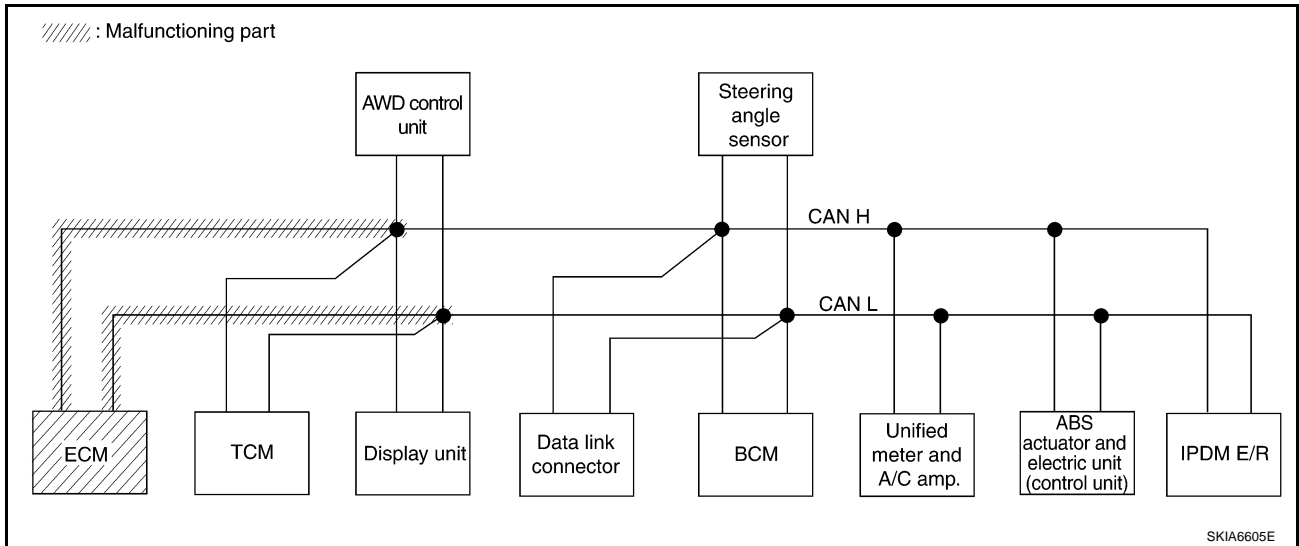 : Malfunctioning part
AWD control
unit
Steering
angle
sensor
CAN H
CAN L
ECM
TCM
Display unit
Data link
connector
BCM
Unified
meter and
A/C amp.
ABS
actuator and
electric unit
(control unit)
IPDM E/R
SKIA6605E